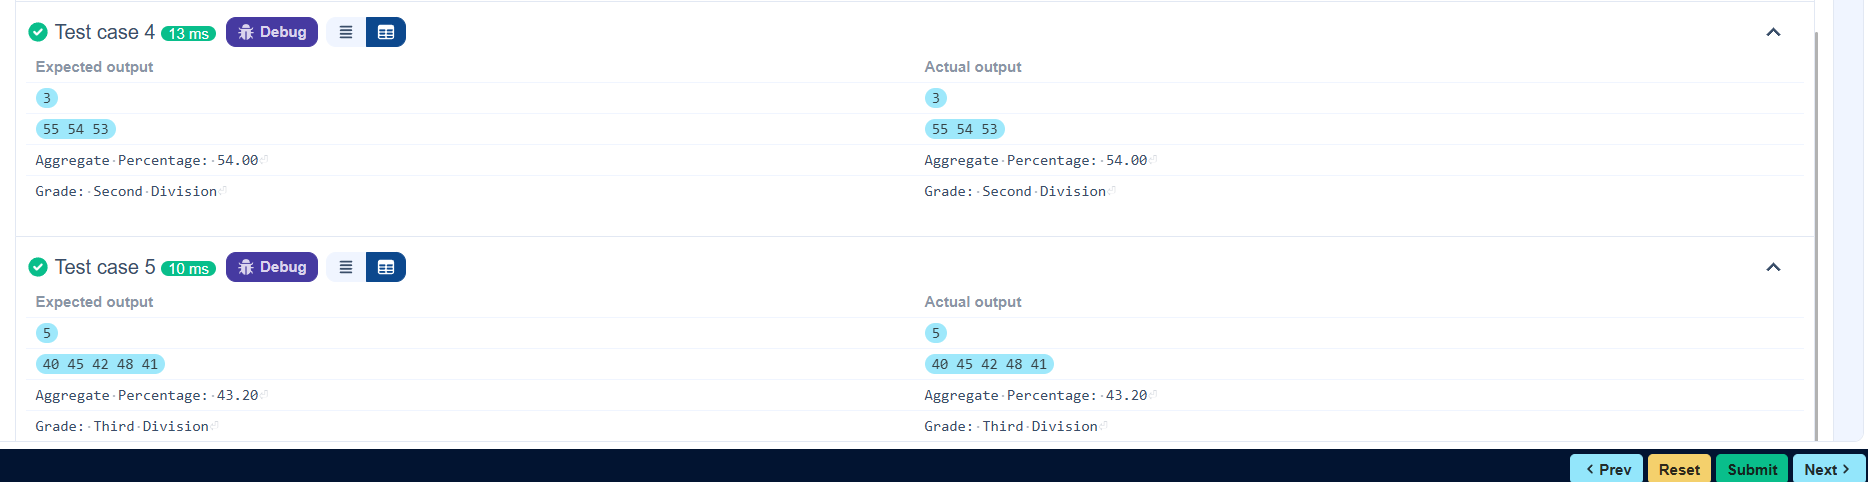 Test case 4 13 ms Debug
Expected output Actual output
3 3
55 54 53 55 54 53
Aggregate·Percentage:·54.00⏎ Aggregate·Percentage:·54.00⏎
Grade:·Second·Division⏎ Grade:·Second·Division⏎
Test case 5 10 ms Debug
Expected output Actual output
5 5
40 45 42 48 41 40 45 42 48 41
Aggregate·Percentage:·43.20⏎ Aggregate·Percentage:·43.20⏎
Grade:·Third·Division⏎ Grade:·Third·Division⏎
Prev Reset Submit Next